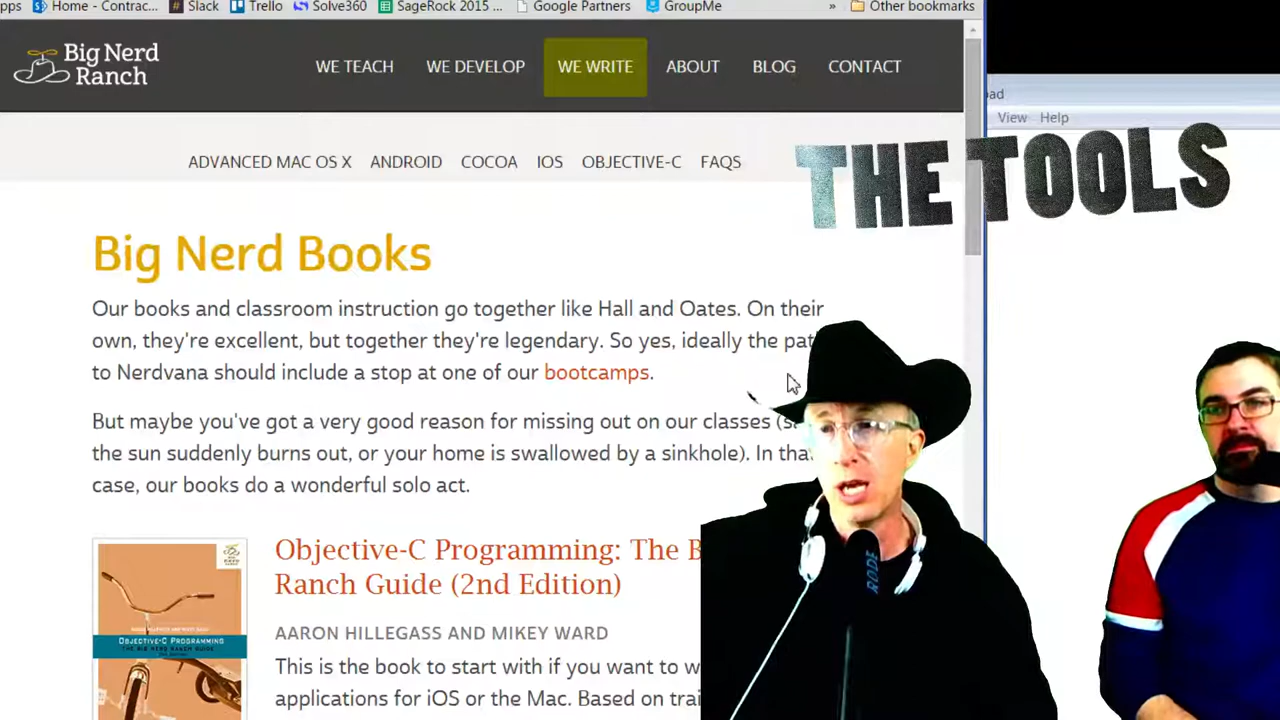 pps Home - Contrac... Slack Trello Solve360 SageRock 2015 ... Google Partners GroupMe » Other bookmarks
Big Nerd
Ranch
WE TEACH WE DEVELOP WE WRITE ABOUT BLOG CONTACT
ad
View Help
THE TOOLS
ADVANCED MAC OS X ANDROID COCOA IOS OBJECTIVE-C FAQS
Big Nerd Books
Our books and classroom instruction go together like Hall and Oates. On their
own, they're excellent, but together they're legendary. So yes, ideally the pat
to Nerdvana should include a stop at one of our bootcamps.
But maybe you've got a very good reason for missing out on our classes (s
the sun suddenly burns out, or your home is swallowed by a sinkhole). In tha
case, our books do a wonderful solo act.
Objective-C Programming: The B
Ranch Guide (2nd Edition)
AARON HILLEGASS AND MIKEY WARD
This is the book to start with if you want to w
applications for iOS or the Mac. Based on trai
OBJECTIVE-C PROGRAMMING
THE BIG NERD RANCH GUIDE
RODE